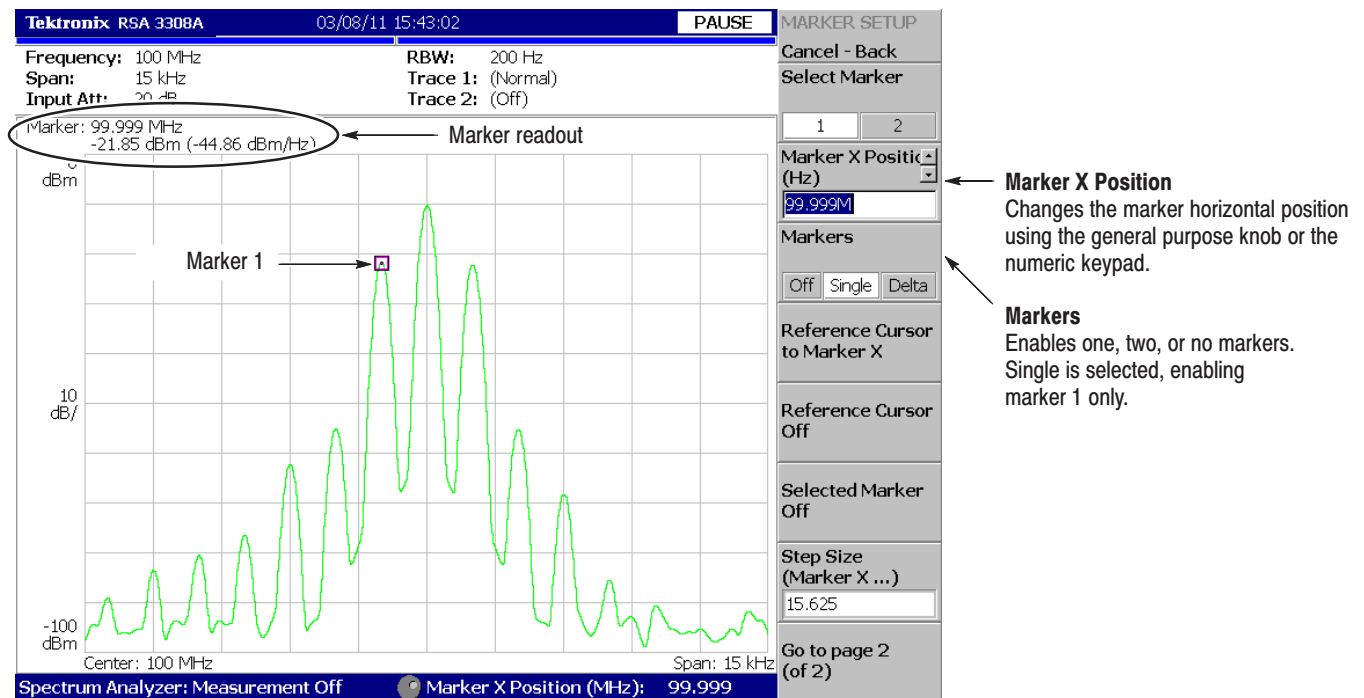 Tektronix RSA 3308A 03/08/11 15:43:02 PAUSE
Frequency: 100 MHz
Span: 15 kHz
Input Att: 20 dB
RBW: 200 Hz
Trace 1: (Normal)
Trace 2: (Off)
Marker: 99.999 MHz
-21.85 dBm (-44.86 dBm/Hz)
Marker readout
0
dBm
Marker 1
10
dB/
-100
dBm
Center: 100 MHz Span: 15 kHz
Spectrum Analyzer: Measurement Off Marker X Position (MHz): 99.999
MARKER SETUP
Cancel - Back
Select Marker
1 2
Marker X Positic
(Hz)
99.999M
Markers
Off Single Delta
Reference Cursor
to Marker X
Reference Cursor
Off
Selected Marker
Off
Step Size
(Marker X ...)
15.625
Go to page 2
(of 2)
Marker X Position
Changes the marker horizontal position
using the general purpose knob or the
numeric keypad.
Markers
Enables one, two, or no markers.
Single is selected, enabling
marker 1 only.